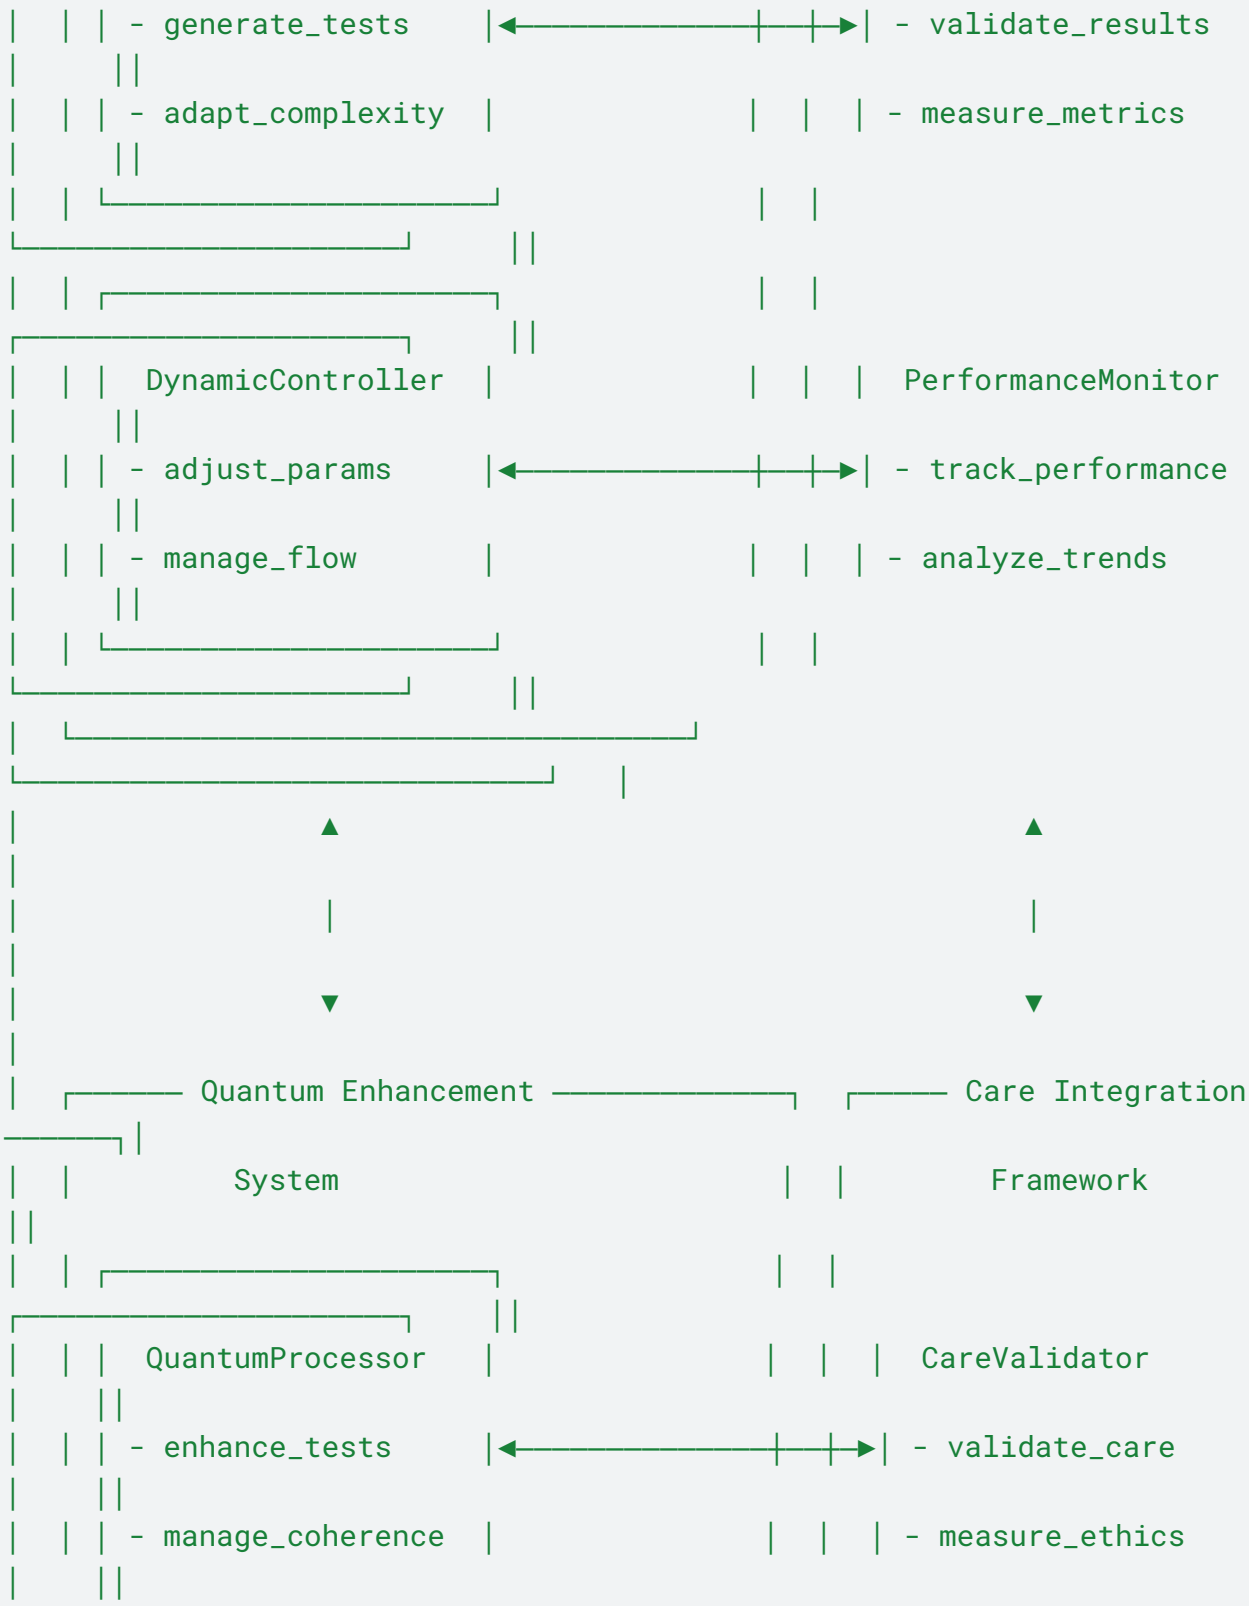 │  │ │ - generate_tests    │◄─────────────┼──┼─►│ - validate_results
│     ││
│  │ │ - adapt_complexity  │              │  │  │ - measure_metrics
│     ││
│  │ └─────────────────────┘              │  │
└─────────────────────┘     ││
│  │ ┌─────────────────────┐              │  │
┌─────────────────────┐     ││
│  │ │  DynamicController  │              │  │  │  PerformanceMonitor
│     ││
│  │ │ - adjust_params     │◄─────────────┼──┼─►│ - track_performance
│     ││
│  │ │ - manage_flow       │              │  │  │ - analyze_trends
│     ││
│  │ └─────────────────────┘              │  │
└─────────────────────┘     ││
│  └──────────────────────────────────┘
└─────────────────────────────┘   │
│                 ▲                                      ▲
│
│                 │                                      │
│
│                 ▼                                      ▼
│
│  ┌────── Quantum Enhancement ─────────────┐  ┌───── Care Integration
──────┐│
│  │         System                        │  │        Framework
││
│  │ ┌─────────────────────┐               │  │
┌─────────────────────┐    ││
│  │ │  QuantumProcessor   │               │  │  │  CareValidator
│    ││
│  │ │ - enhance_tests     │◄──────────────┼──┼─►│ - validate_care
│    ││
│  │ │ - manage_coherence  │               │  │  │ - measure_ethics
│    ││